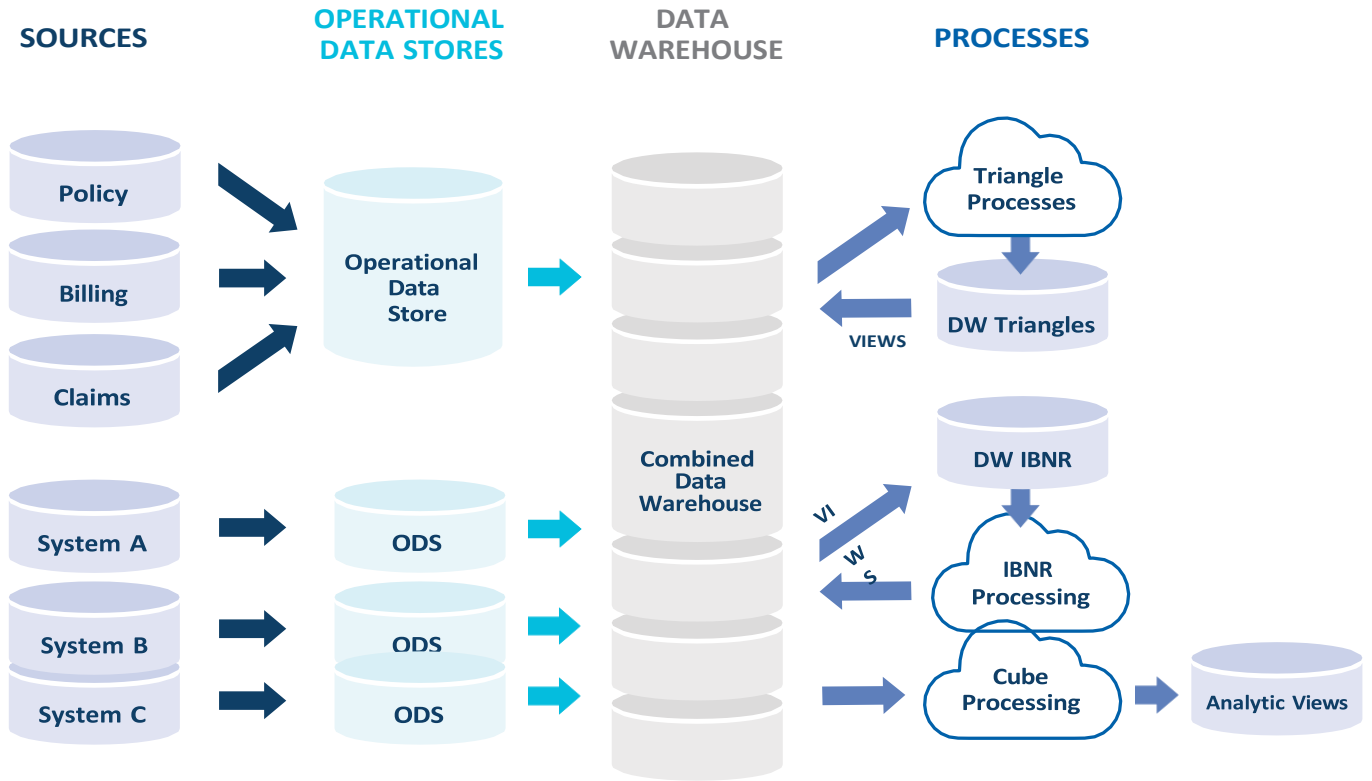 SOURCES
OPERATIONAL
DATA STORES
DATA
WAREHOUSE
PROCESSES
Policy
Billing
Claims
Operational
Data
Store
Triangle
Processes
DW Triangles
VIEWS
DW IBNR
Combined
Data
Warehouse
VI
W
S
System A
ODS
IBNR
Processing
System B
ODS
System C
ODS
Cube
Processing
Analytic Views